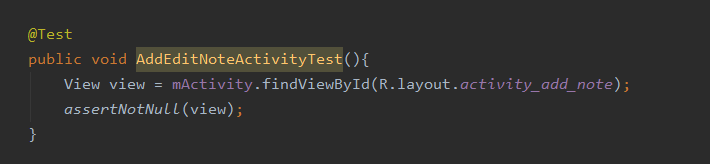 @Test
public void AddEditNoteActivityTest(){
View view = mActivity.findViewById(R.layout.activity_add_note);
assertNotNull(view);
}